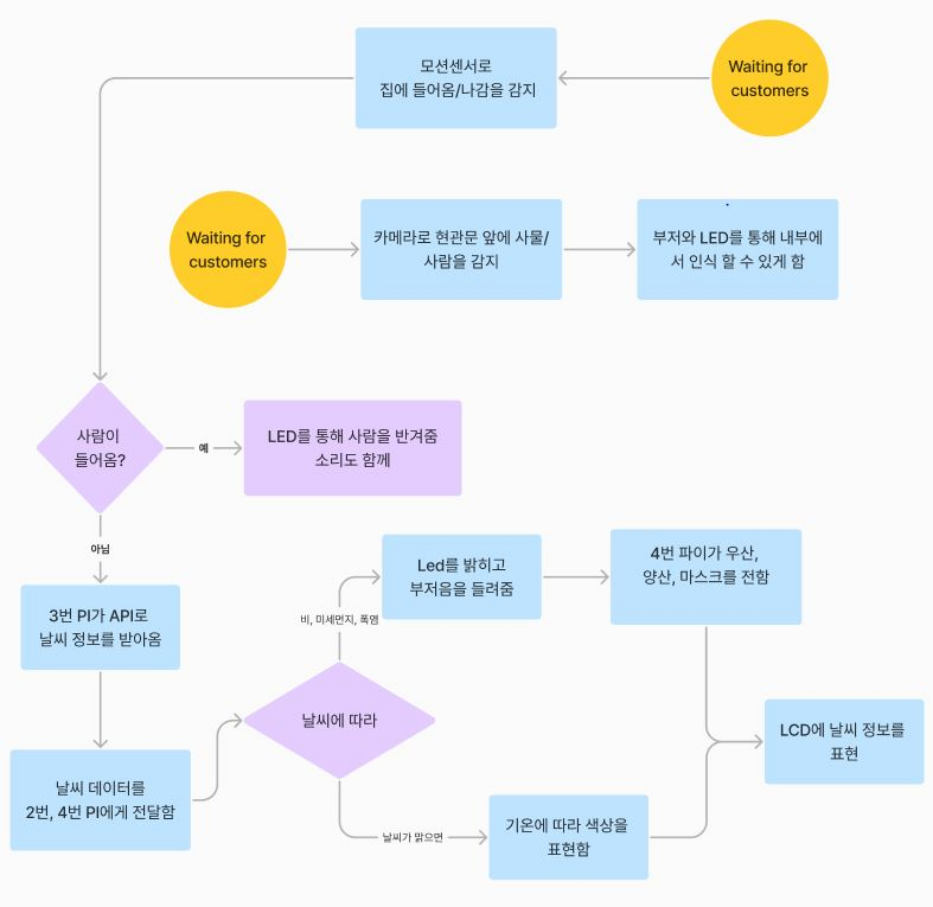 모션센서로
집에 들어옴/나감을 감지
Waiting for
customers
Waiting for
customers
카메라로 현관문 앞에 사물/
사람을 감지
부저와 LED를 통해 내부에
서 인식 할 수 있게 함
사람이
들어옴?
예
LED를 통해 사람을 반겨줌
소리도 함께
아님
3번 PI가 API로
날씨 정보를 받아옴
날씨 데이터를
2번, 4번 PI에게 전달함
날씨에 따라
비, 미세먼지, 폭염
Led를 밝히고
부저음을 들려줌
4번 파이가 우산,
양산, 마스크를 전함
날씨가 맑으면
기온에 따라 색상을
표현함
LCD에 날씨 정보를
표현